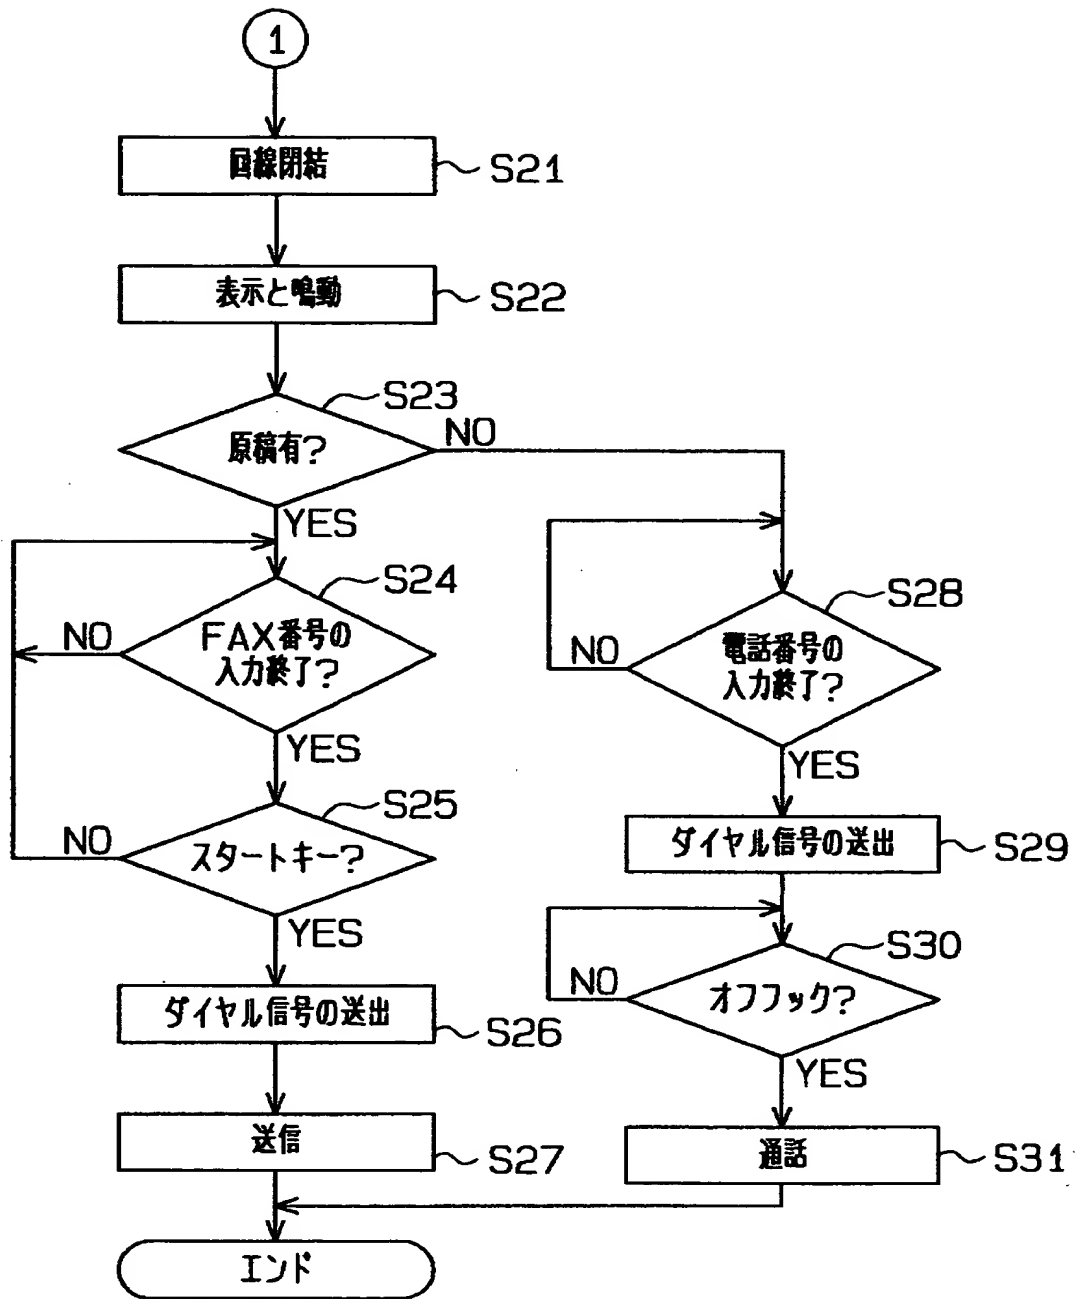 1
回線閉結
S21
表示と鳴動
S22
S23
原稿有?
NO
YES
S24
FAX番号の
入力終了?
NO
YES
S25
スタートキー?
NO
YES
ダイヤル信号の送出
S26
送信
S27
S28
電話番号の
入力終了?
NO
YES
ダイヤル信号の送出
S29
S30
オフフック?
NO
YES
通話
S31
エンド